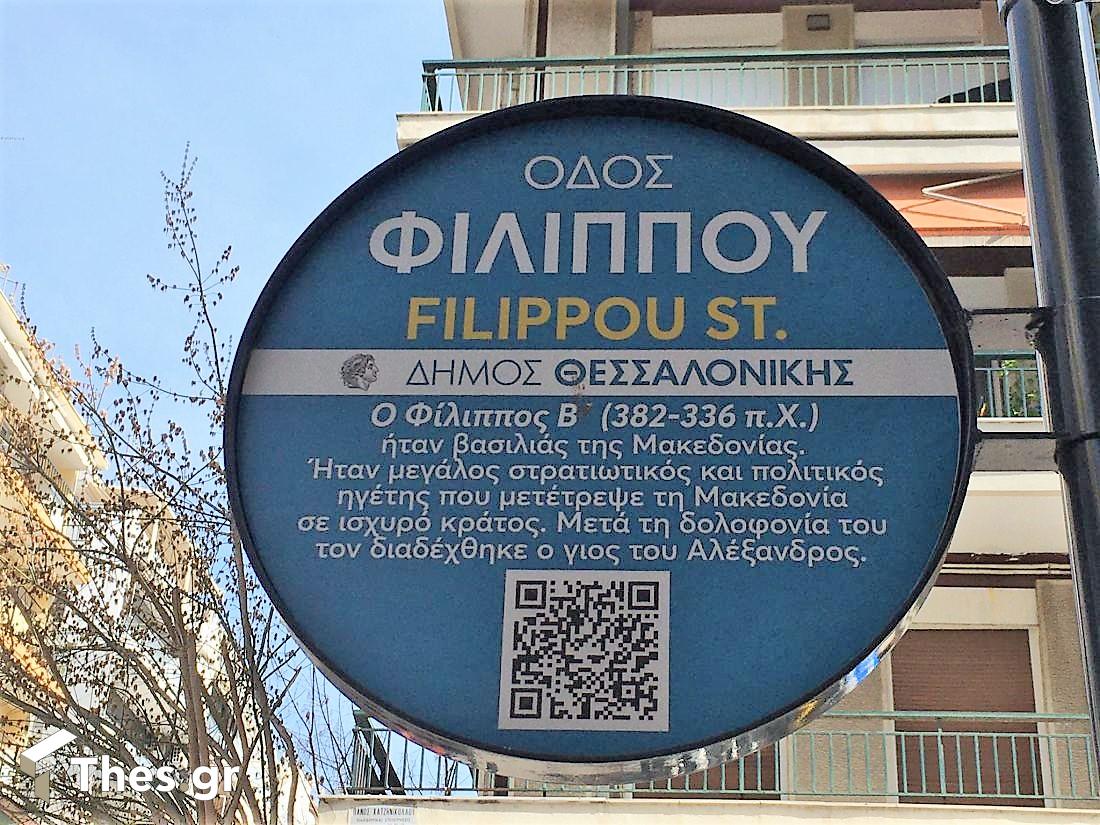 ΟΔΟΣ
ΦΙΛΙΠΠΟΥ
FILIPPOU ST.
ΔΗΜΟΣ ΘΕΣΣΑΛΟΝΙΚΗΣ
Ο Φίλιππος Β΄ (382-336 π.Χ.)
ήταν βασιλιάς της Μακεδονίας.
Ήταν μεγάλος στρατιωτικός και πολιτικός
ηγέτης που μετέτρεψε τη Μακεδονία
σε ισχυρό κράτος. Μετά τη δολοφονία του
τον διαδέχθηκε ο γιος του Αλέξανδρος.
Thes.gr
ΧΑΤΖΗΝΙΚΟΛΑΟΥ